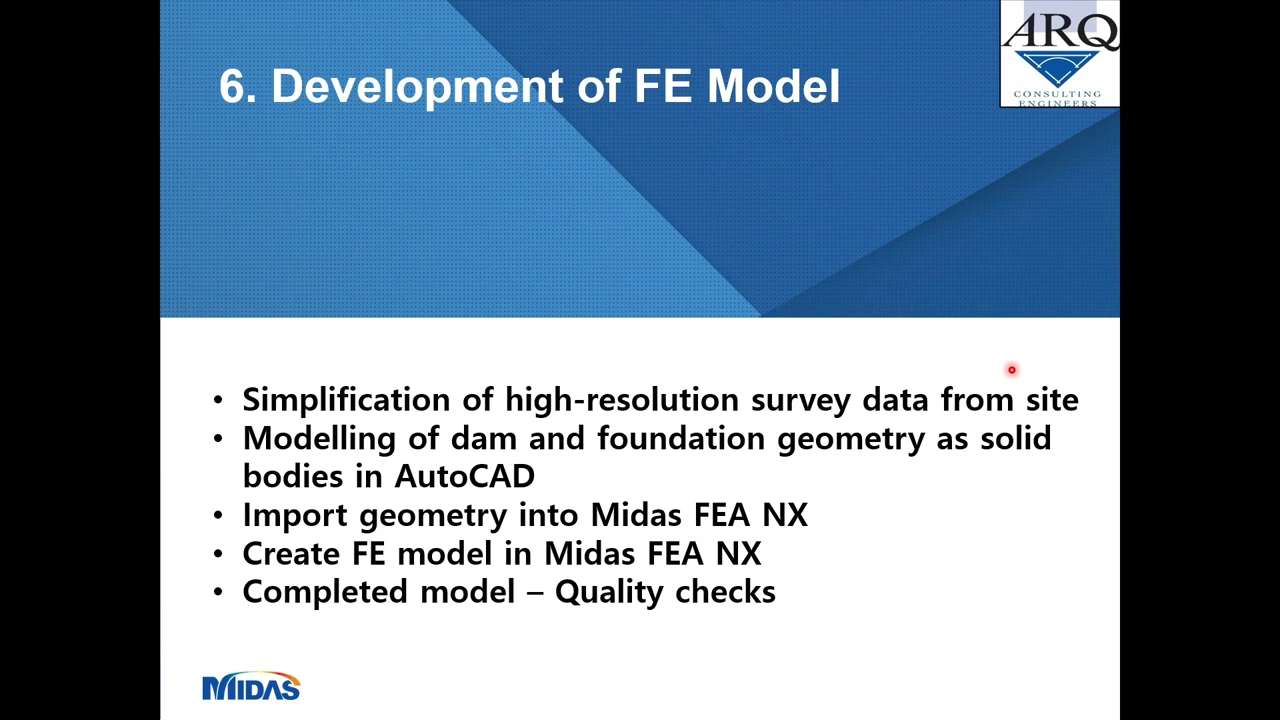 6. Development of FE Model
ARQ
CONSULTING
ENGINEERS
• Simplification of high-resolution survey data from site
• Modelling of dam and foundation geometry as solid
bodies in AutoCAD
• Import geometry into Midas FEA NX
• Create FE model in Midas FEA NX
• Completed model – Quality checks
MIDAS